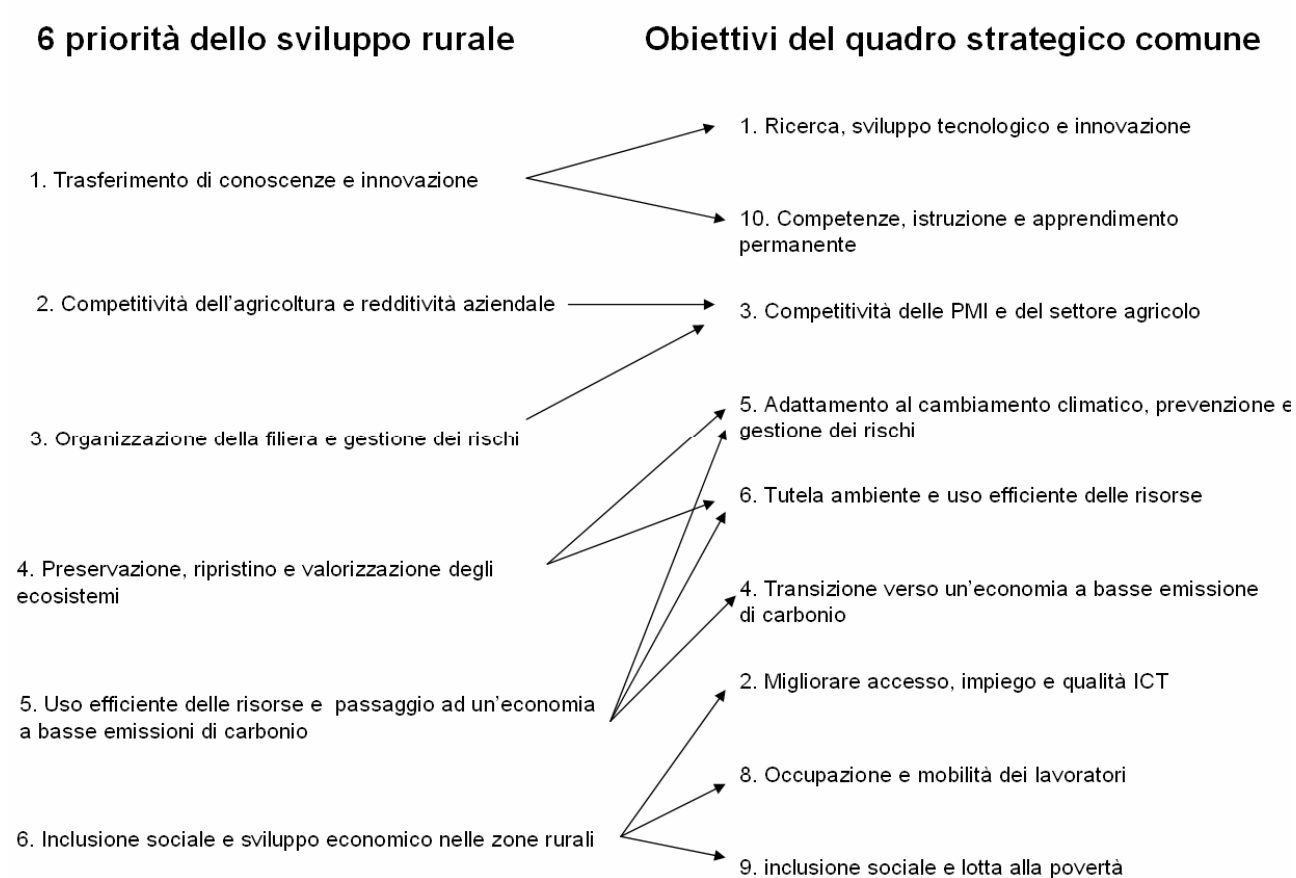 6 priorità dello sviluppo rurale
Obiettivi del quadro strategico comune
1. Trasferimento di conoscenze e innovazione
2. Competitività dell'agricoltura e redditività aziendale
3. Organizzazione della filiera e gestione dei rischi
4. Preservazione, ripristino e valorizzazione degli
ecosistemi
5. Uso efficiente delle risorse e passaggio ad un'economia
a basse emissioni di carbonio
6. Inclusione sociale e sviluppo economico nelle zone rurali
1. Ricerca, sviluppo tecnologico e innovazione
10. Competenze, istruzione e apprendimento
permanente
3. Competitività delle PMI e del settore agricolo
5. Adattamento al cambiamento climatico, prevenzione e
gestione dei rischi
6. Tutela ambiente e uso efficiente delle risorse
4. Transizione verso un'economia a basse emissione
di carbonio
2. Migliorare accesso, impiego e qualità ICT
8. Occupazione e mobilità dei lavoratori
9. inclusione sociale e lotta alla povertà